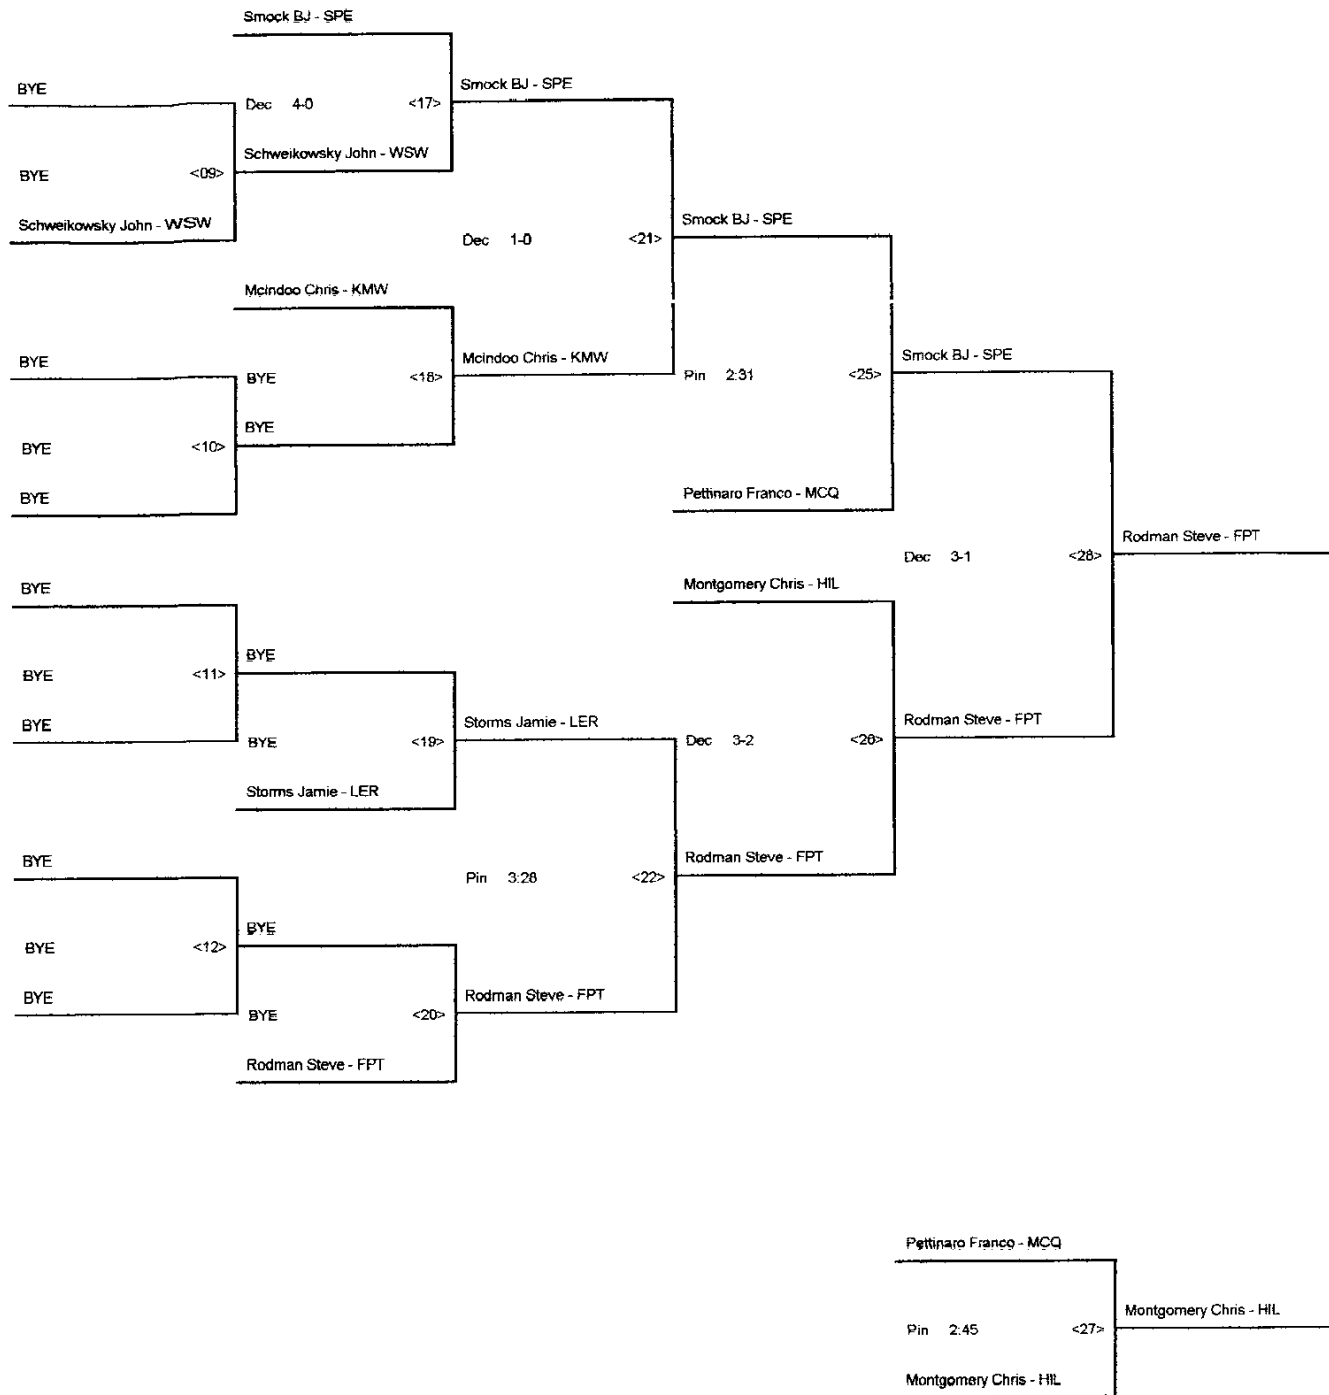 Smock BJ - SPE
BYE
Smock BJ - SPE
Dec 4-0 <17>
Schweikowsky John - WSW
BYE <09>
Schweikowsky John - WSW
Smock BJ - SPE
Dec 1-0 <21>
Mcindoo Chris - KMW
BYE
Mcindoo Chris - KMW
Smock BJ - SPE
BYE <18>
Pin 2:31 <25>
BYE
BYE <10>
BYE
Pettinaro Franco - MCQ
Rodman Steve - FPT
Dec 3-1 <28>
BYE
Montgomery Chris - HIL
BYE
BYE <11>
BYE
Storms Jamie - LER
Rodman Steve - FPT
BYE <19>
Dec 3-2 <26>
Storms Jamie - LER
BYE
Rodman Steve - FPT
Pin 3:28 <22>
BYE
BYE <12>
BYE
Rodman Steve - FPT
BYE <20>
Rodman Steve - FPT
Pettinaro Franco - MCQ
Montgomery Chris - HIL
Pin 2:45 <27>
Montgomery Chris - HIL